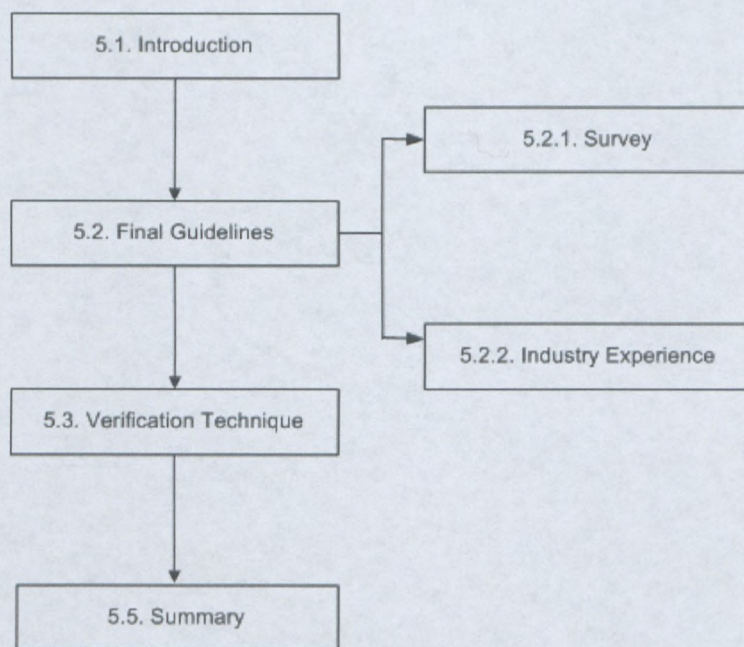 5.1. Introduction
5.2.1. Survey
5.2. Final Guidelines
5.2.2. Industry Experience
5.3. Verification Technique
5.5. Summary